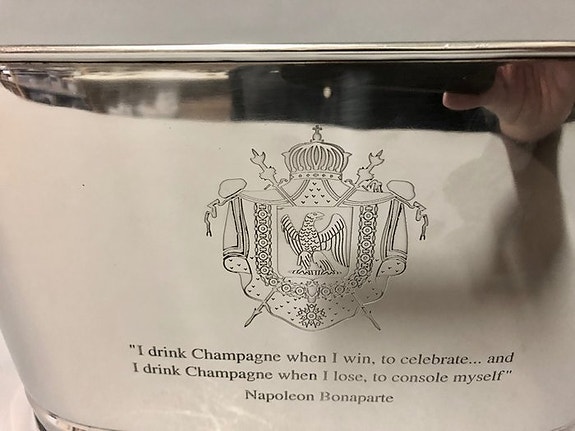 "I drink Champagne when I win, to celebrate... and
I drink Champagne when I lose, to console myself"
Napoleon Bonaparte